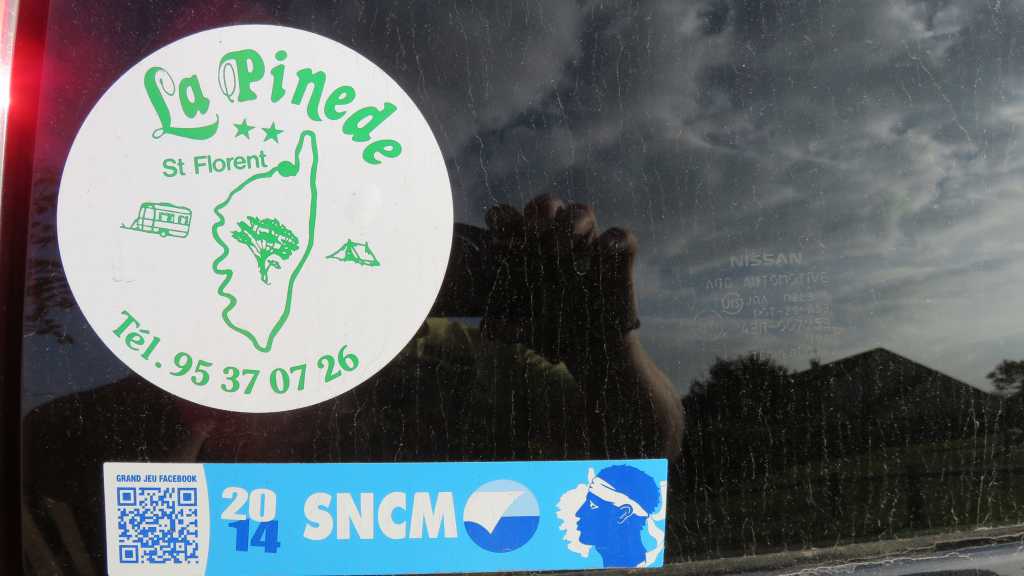 La Pinede
St Florent
Tél. 95 37 07 26
NISSAN
GRAND JEU FACEBOOK
20
14
SNCM